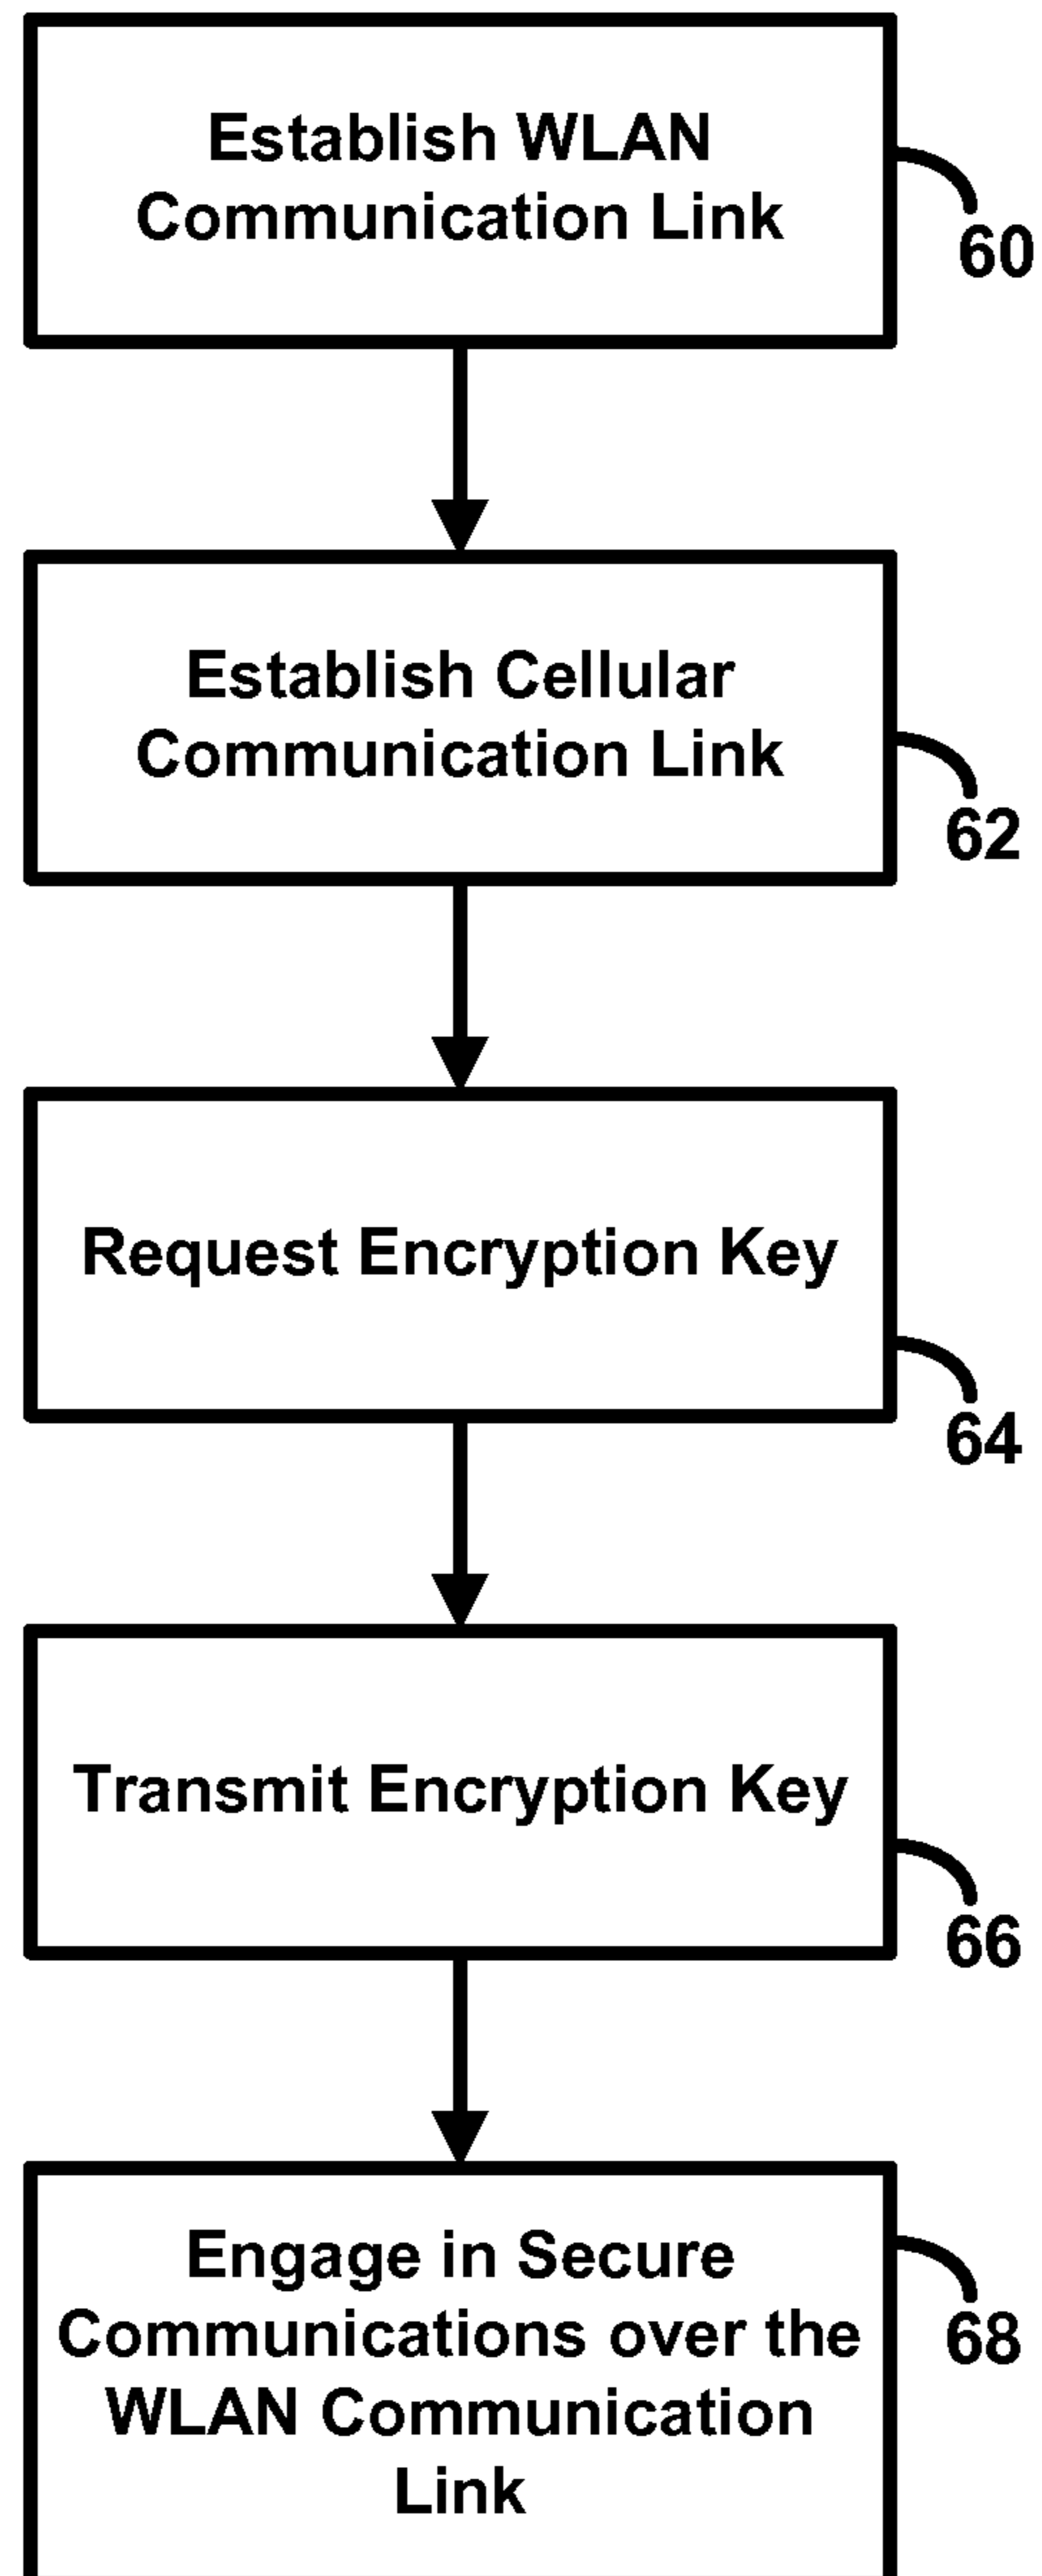 Establish WLAN
Communication Link
60
Establish Cellular
Communication Link
62
Request Encryption Key
64
Transmit Encryption Key
66
Engage in Secure
Communications over the
WLAN Communication
Link
68